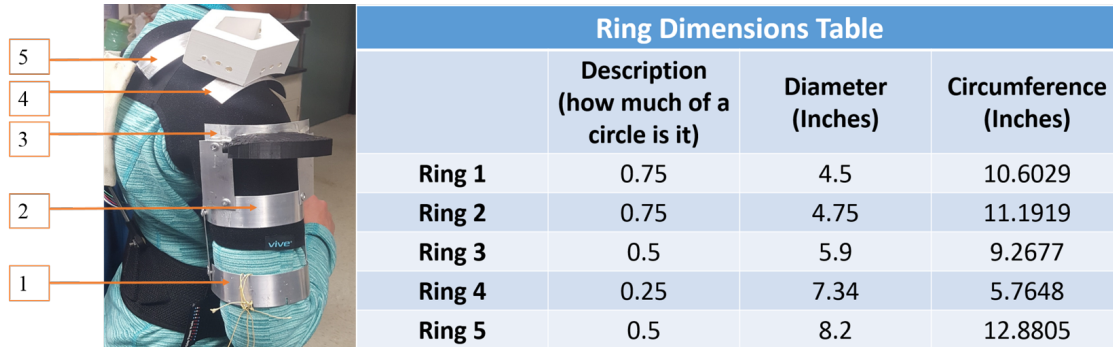 5
4
3
2
1
vive
Ring Dimensions Table
Description
(how much of a
circle is it)
Diameter
(Inches)
Circumference
(Inches)
Ring 1 0.75 4.5 10.6029
Ring 2 0.75 4.75 11.1919
Ring 3 0.5 5.9 9.2677
Ring 4 0.25 7.34 5.7648
Ring 5 0.5 8.2 12.8805